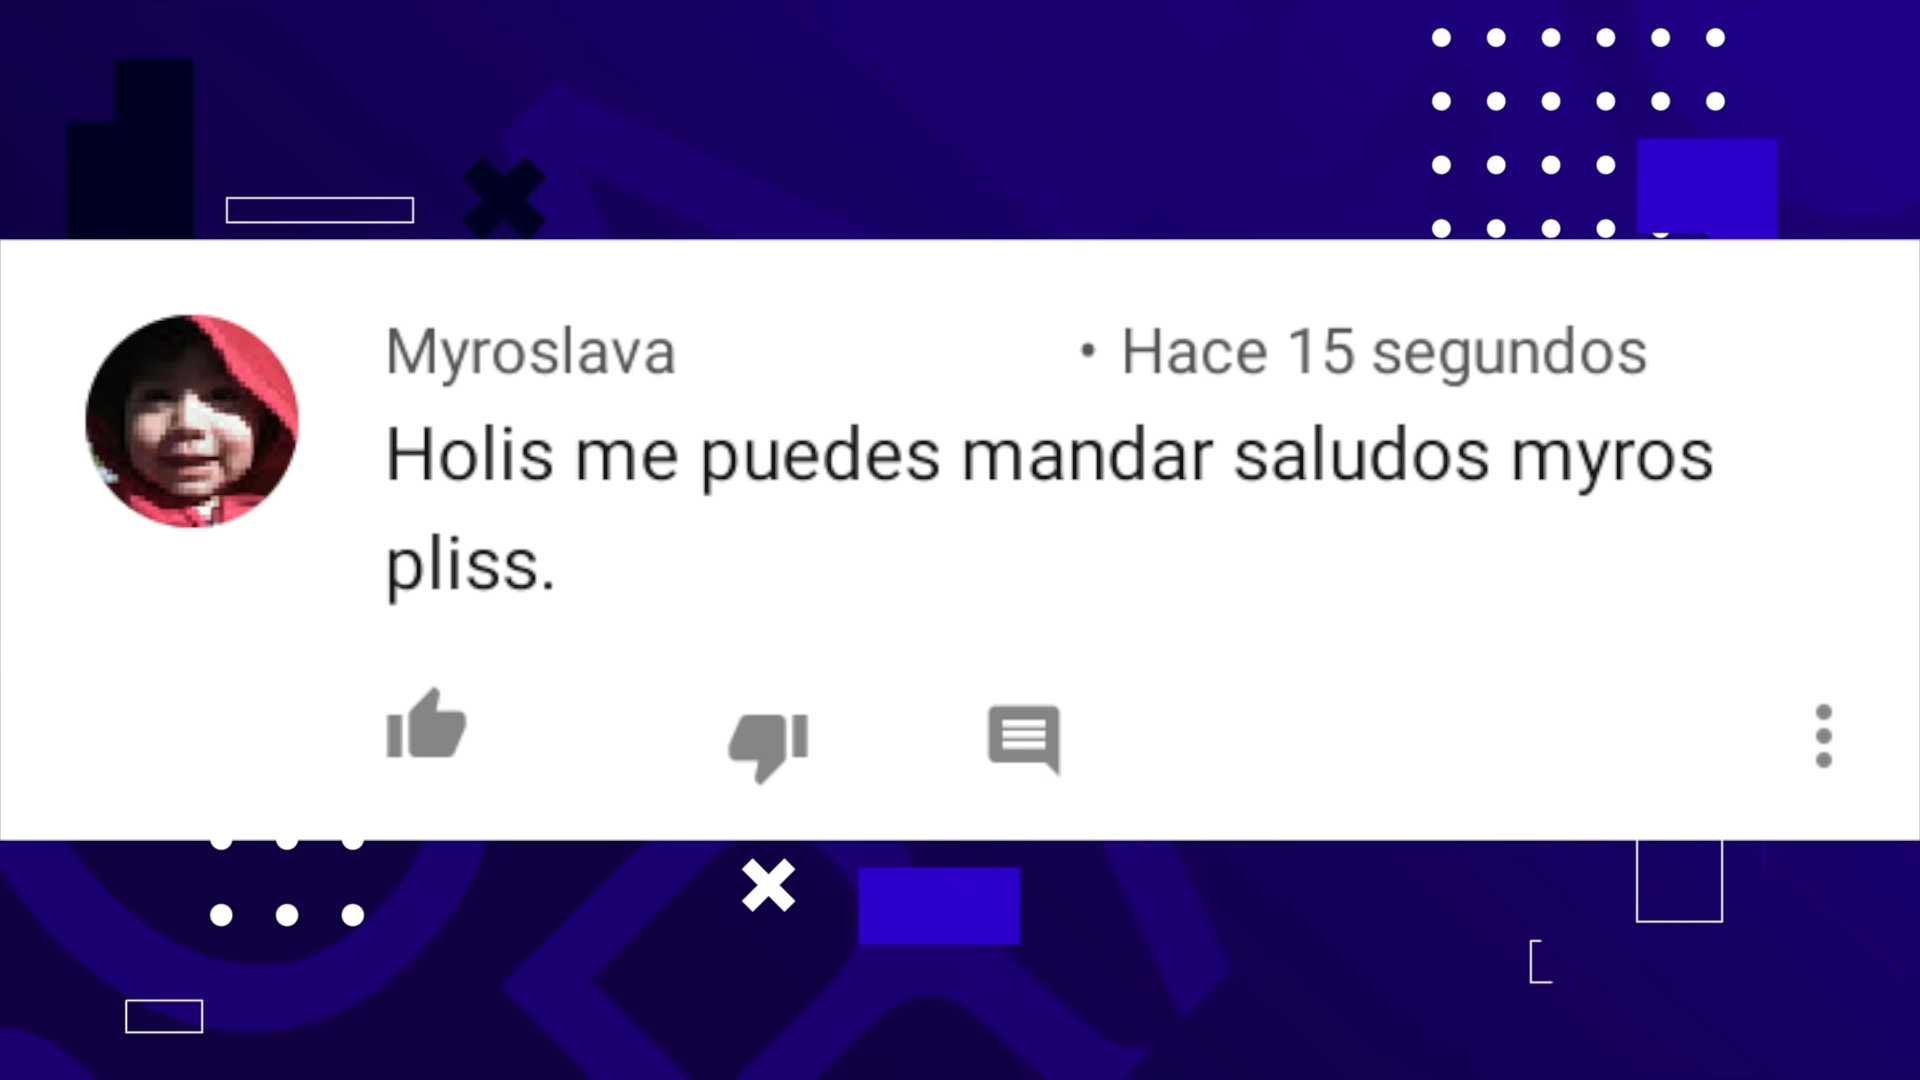 Myroslava • Hace 15 segundos
Holis me puedes mandar saludos myros
pliss.